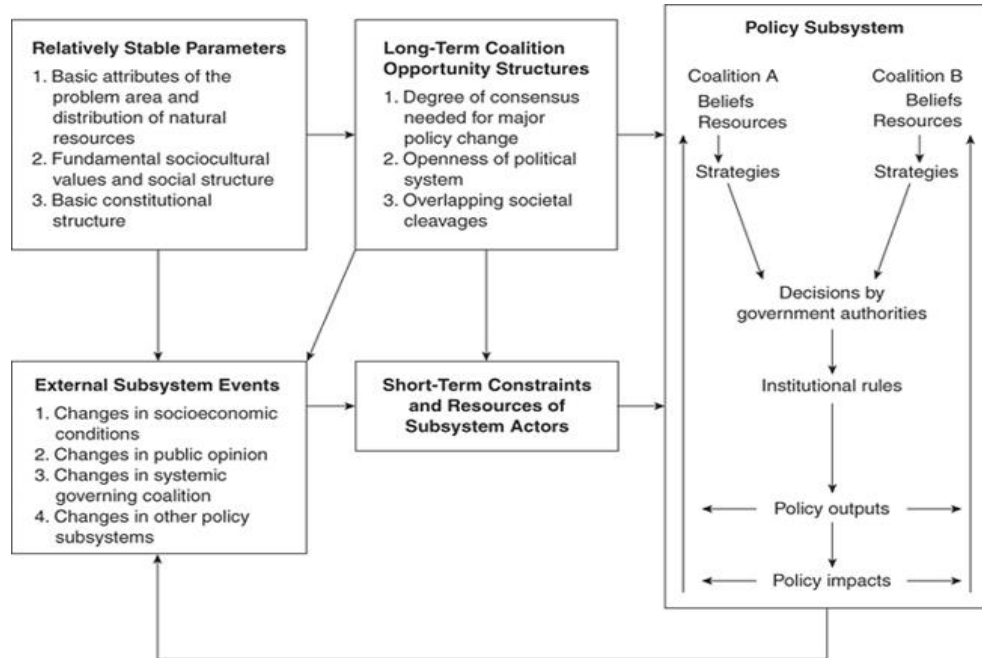 Relatively Stable Parameters
1. Basic attributes of the
problem area and
distribution of natural
resources
2. Fundamental sociocultural
values and social structure
3. Basic constitutional
structure
Long-Term Coalition
Opportunity Structures
1. Degree of consensus
needed for major
policy change
2. Openness of political
system
3. Overlapping societal
cleavages
External Subsystem Events
1. Changes in socioeconomic
conditions
2. Changes in public opinion
3. Changes in systemic
governing coalition
4. Changes in other policy
subsystems
Short-Term Constraints
and Resources of
Subsystem Actors
Policy Subsystem
Coalition A
Beliefs
Resources
Strategies
Coalition B
Beliefs
Resources
Strategies
Decisions by
government authorities
Institutional rules
Policy outputs
Policy impacts